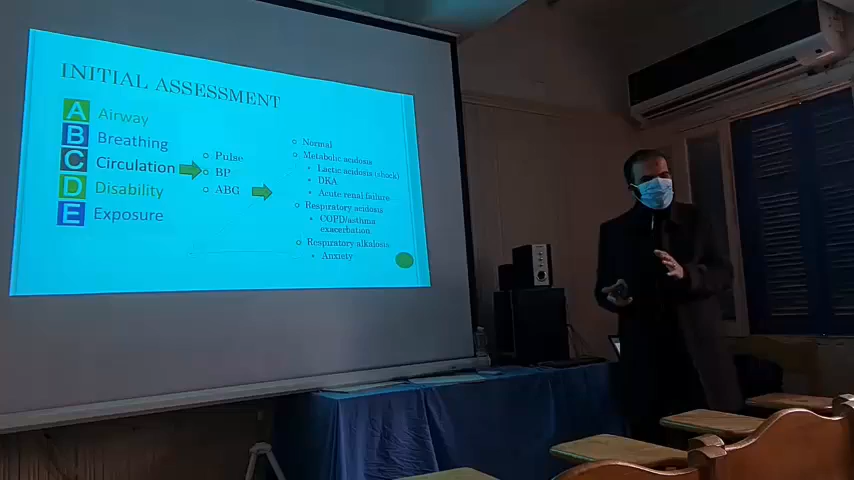 INITIAL ASSESSMENT
A Airway
B Breathing
C Circulation
D Disability
E Exposure
Pulse
BP
ABG
Normal
Metabolic acidosis
Lactic acidosis (shock)
DKA
Acute renal failure
Respiratory acidosis
COPD/asthma
exacerbation
Respiratory alkalosis
Anxiety